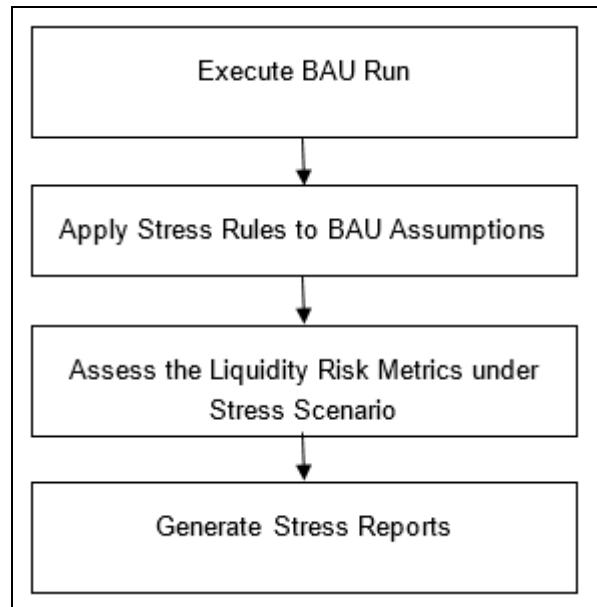 Execute BAU Run
Apply Stress Rules to BAU Assumptions
Assess the Liquidity Risk Metrics under
Stress Scenario
Generate Stress Reports